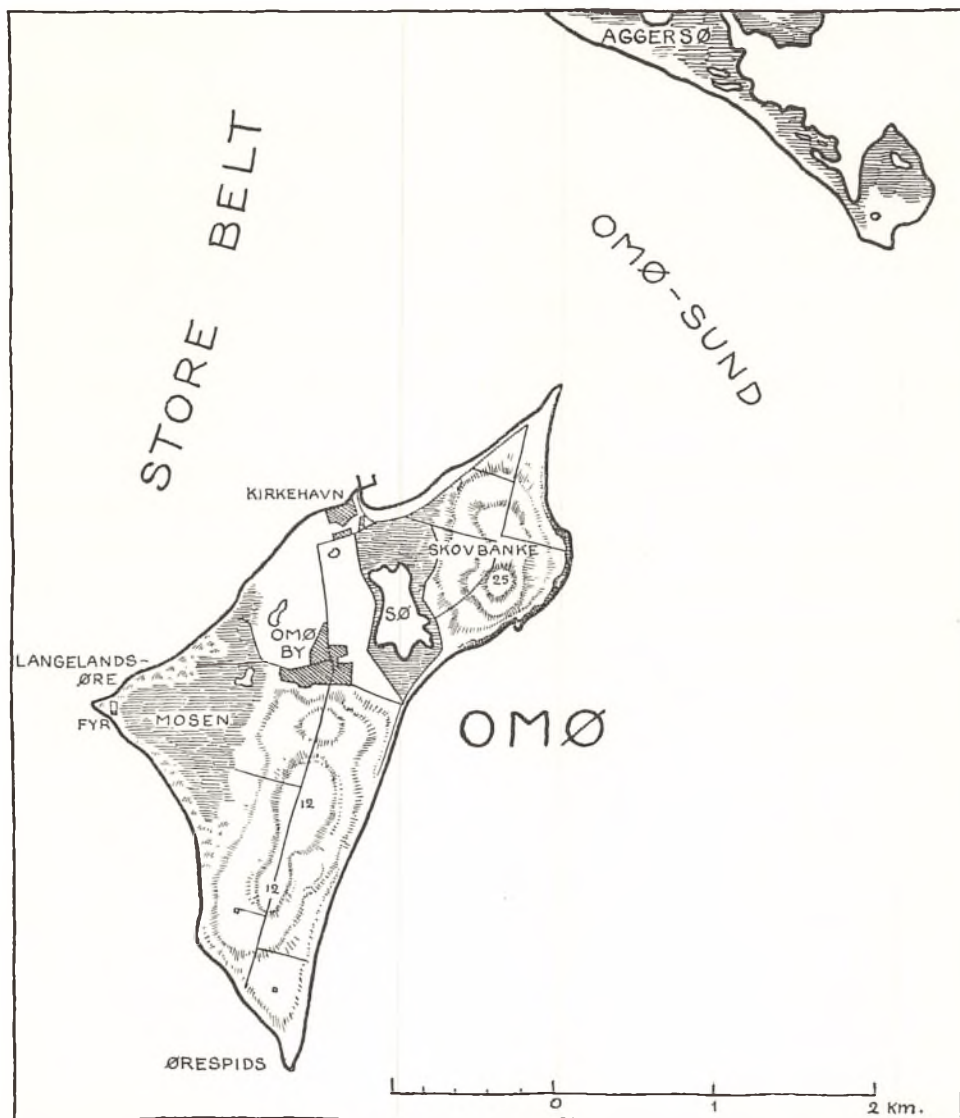 AGGERSØ
STORE BELT
OMØ-SUND
KIRKEHAVN
SKOVBANKE
25
SØ
OMØ
BY
LANGELANDS-
ØRE
FYR
MOSEN
OMØ
12
12
ØRESPIDS
0 1 2 km.